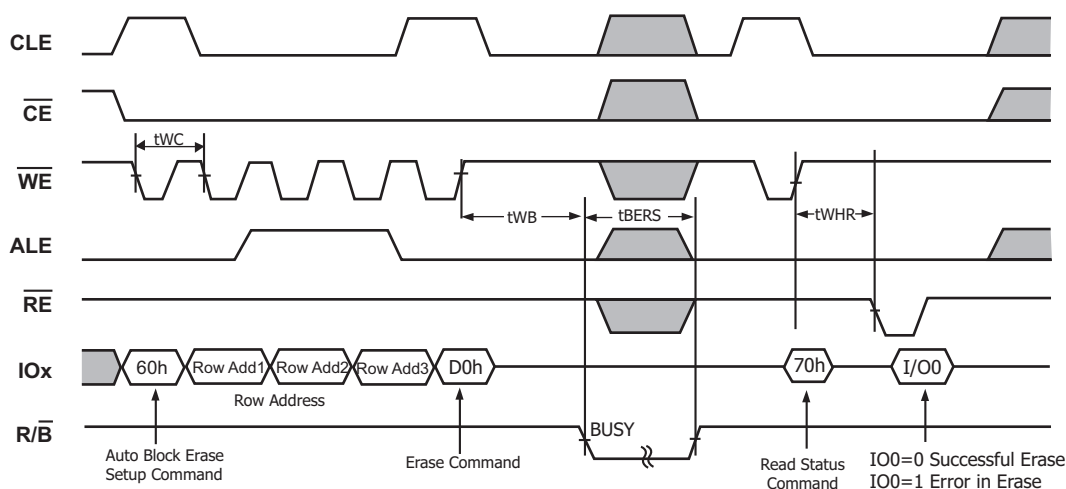 CLE
CE
tWC
WE
tWB
tBERS
tWHR
ALE
RE
IOx
60h
Row Add1
Row Add2
Row Add3
D0h
70h
I/O0
Row Address
R/B
BUSY
Auto Block Erase
Setup Command
Erase Command
Read Status
Command
IO0=0 Successful Erase
IO0=1 Error in Erase